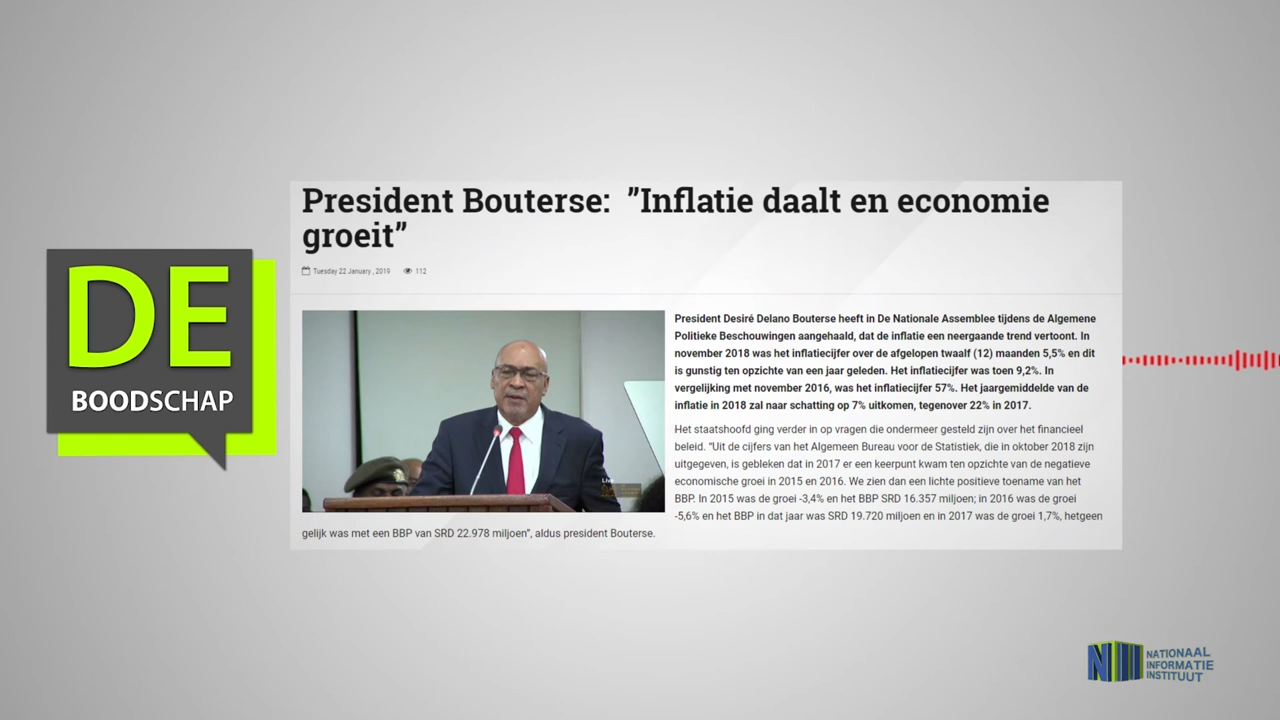 President Bouterse:  ”Inflatie daalt en economie
groeit”
Tuesday 22 January , 2019 112
DE
BOODSCHAP
President Desiré Delano Bouterse heeft in De Nationale Assemblee tijdens de Algemene
Politieke Beschouwingen aangehaald, dat de inflatie een neergaande trend vertoont. In
november 2018 was het inflatiecijfer over de afgelopen twaalf (12) maanden 5,5% en dit
is gunstig ten opzichte van een jaar geleden. Het inflatiecijfer was toen 9,2%. In
vergelijking met november 2016, was het inflatiecijfer 57%. Het jaargemiddelde van de
inflatie in 2018 zal naar schatting op 7% uitkomen, tegenover 22% in 2017.
Het staatshoofd ging verder in op vragen die ondermeer gesteld zijn over het financieel
beleid. “Uit de cijfers van het Algemeen Bureau voor de Statistiek, die in oktober 2018 zijn
uitgegeven, is gebleken dat in 2017 er een keerpunt kwam ten opzichte van de negatieve
economische groei in 2015 en 2016. We zien dan een lichte positieve toename van het
BBP. In 2015 was de groei -3,4% en het BBP SRD 16.357 miljoen; in 2016 was de groei
-5,6% en het BBP in dat jaar was SRD 19.720 miljoen en in 2017 was de groei 1,7%, hetgeen
gelijk was met een BBP van SRD 22.978 miljoen”, aldus president Bouterse.
NII
NATIONAAL
INFORMATIE
INSTITUUT